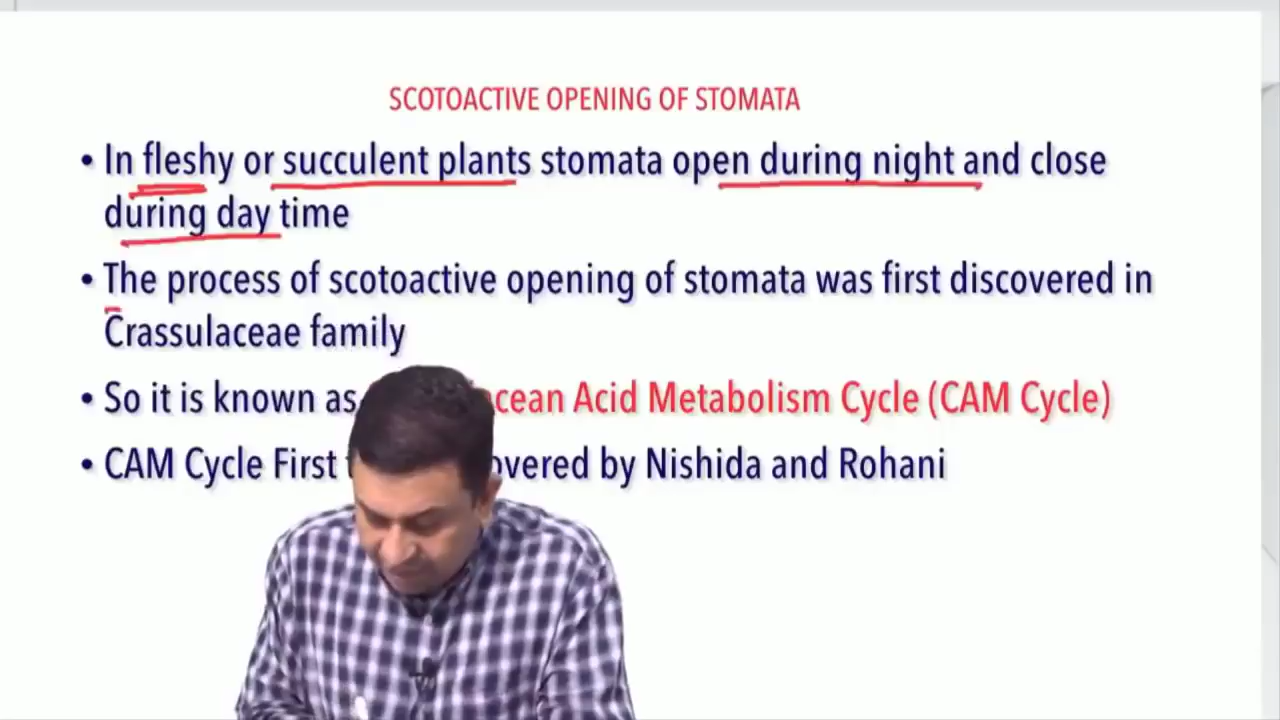 SCOTOACTIVE OPENING OF STOMATA
• In fleshy or succulent plants stomata open during night and close
during day time
• The process of scotoactive opening of stomata was first discovered in
Crassulaceae family
• So it is known as Acid Metabolism Cycle (CAM Cycle)
• CAM Cycle First by Nishida and Rohani